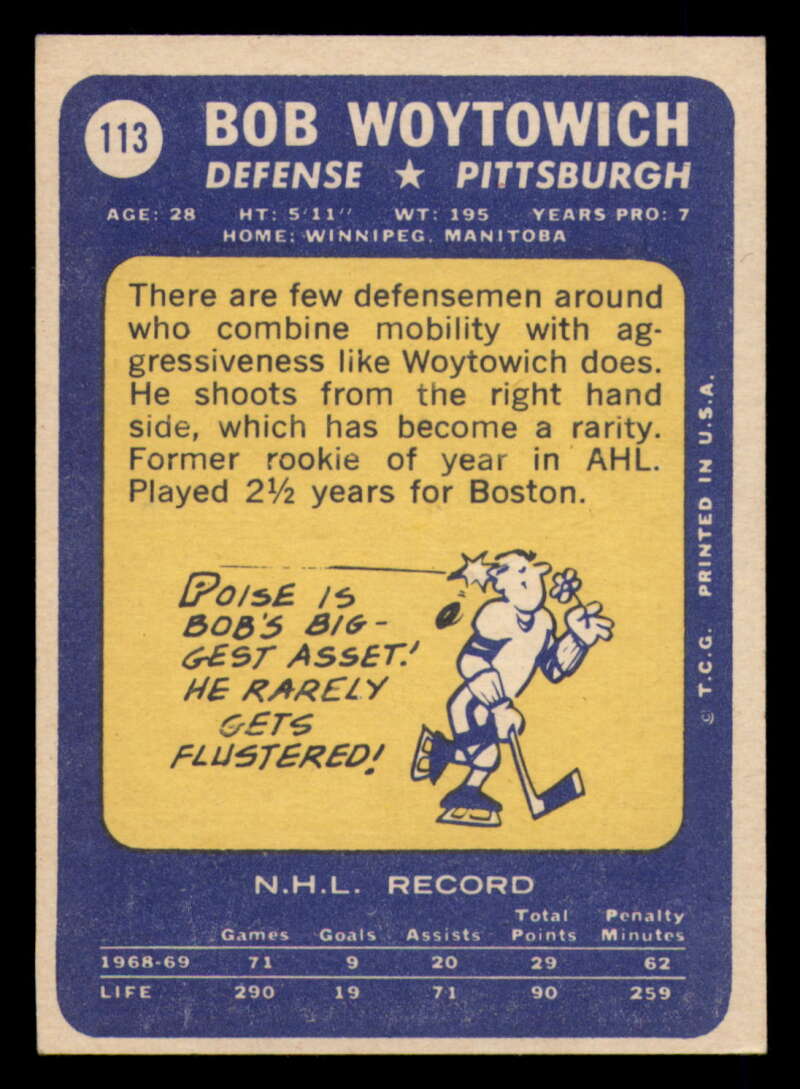 113
BOB WOYTOWICH
DEFENSE ★ PITTSBURGH
AGE: 28 HT: 5'11" WT: 195 YEARS PRO: 7
HOME: WINNIPEG, MANITOBA
There are few defensemen around
who combine mobility with ag-
gressiveness like Woytowich does.
He shoots from the right hand
side, which has become a rarity.
Former rookie of year in AHL.
Played 2½ years for Boston.
POISE IS
BOB'S BIG-
GEST ASSET!
HE RARELY
GETS
FLUSTERED!
© T.C.G. PRINTED IN U.S.A.
N.H.L. RECORD
Games Goals Assists Total Points Penalty Minutes
1968-69 71 9 20 29 62
LIFE 290 19 71 90 259